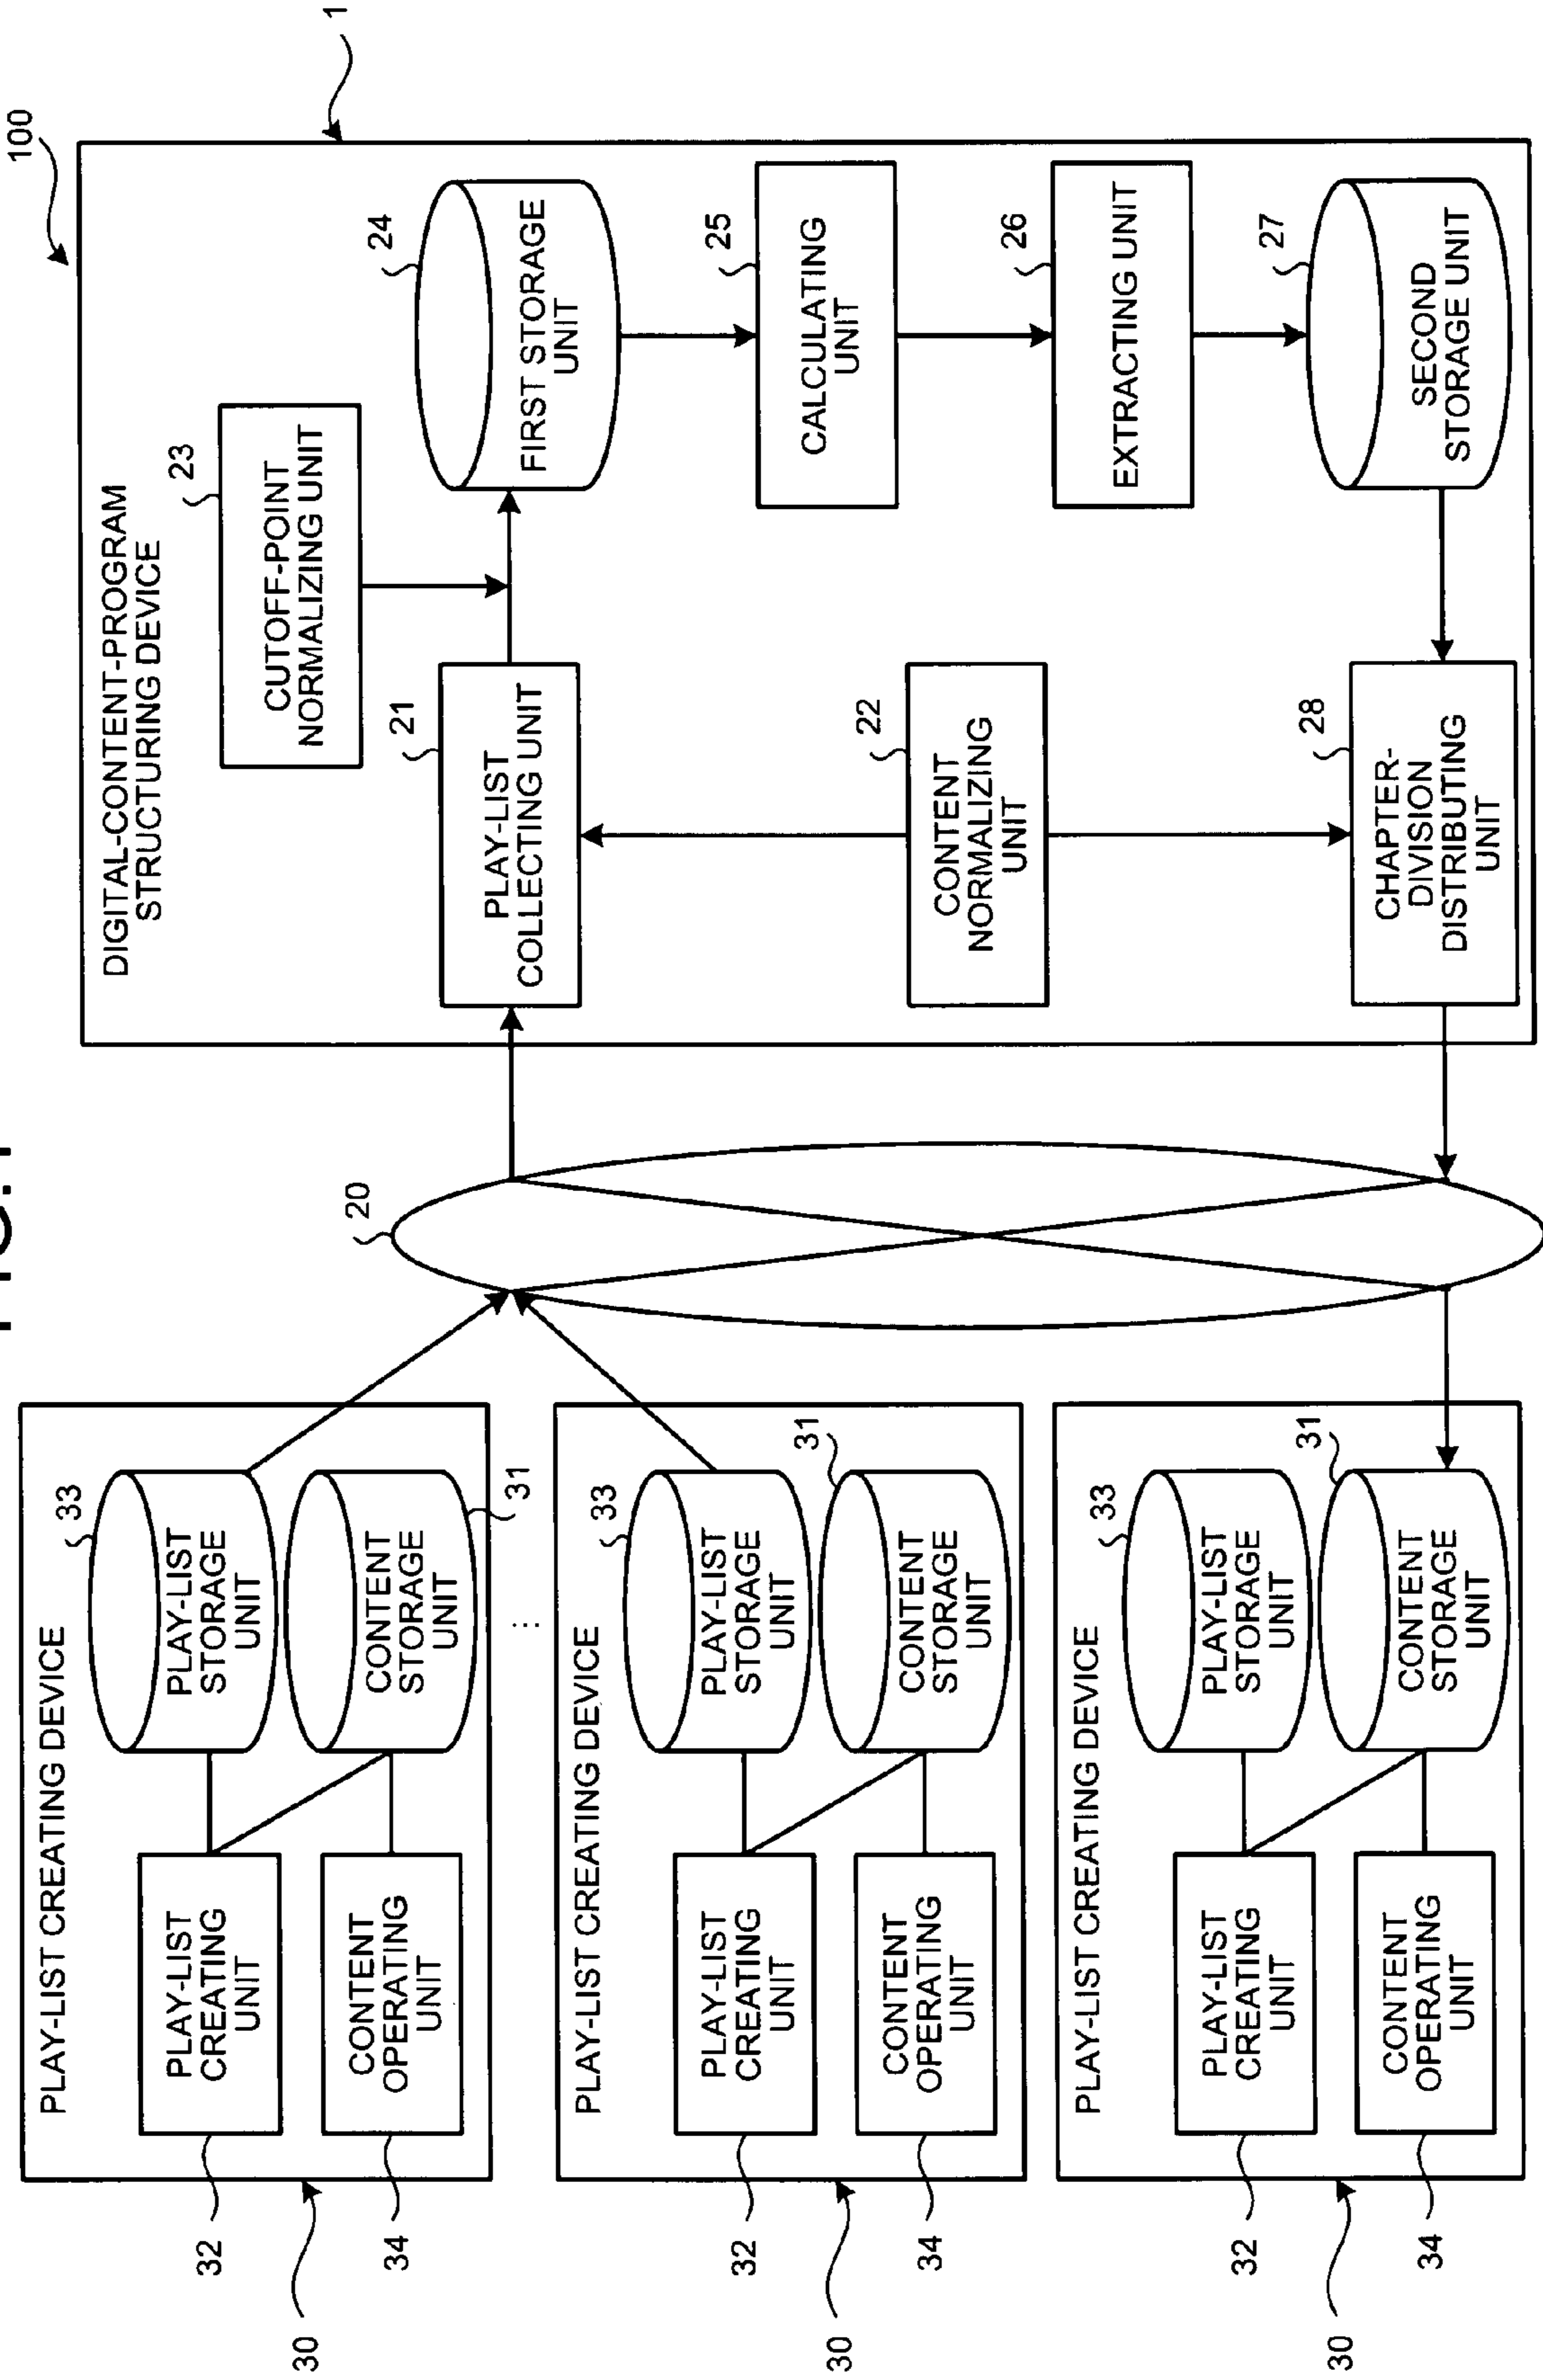 100
1
PLAY-LIST CREATING DEVICE
33
32
PLAY-LIST
CREATING
UNIT
PLAY-LIST
STORAGE
UNIT
30
34
CONTENT
OPERATING
UNIT
CONTENT
STORAGE
UNIT
31
⋮
PLAY-LIST CREATING DEVICE
33
32
PLAY-LIST
CREATING
UNIT
PLAY-LIST
STORAGE
UNIT
31
30
34
CONTENT
OPERATING
UNIT
CONTENT
STORAGE
UNIT
PLAY-LIST CREATING DEVICE
33
32
PLAY-LIST
CREATING
UNIT
PLAY-LIST
STORAGE
UNIT
31
30
34
CONTENT
OPERATING
UNIT
CONTENT
STORAGE
UNIT
20
DIGITAL-CONTENT-PROGRAM
STRUCTURING DEVICE
23
CUTOFF-POINT
NORMALIZING UNIT
21
PLAY-LIST
COLLECTING UNIT
24
FIRST STORAGE
UNIT
25
CALCULATING
UNIT
22
CONTENT
NORMALIZING
UNIT
26
EXTRACTING UNIT
28
CHAPTER-
DIVISION
DISTRIBUTING
UNIT
27
SECOND
STORAGE UNIT